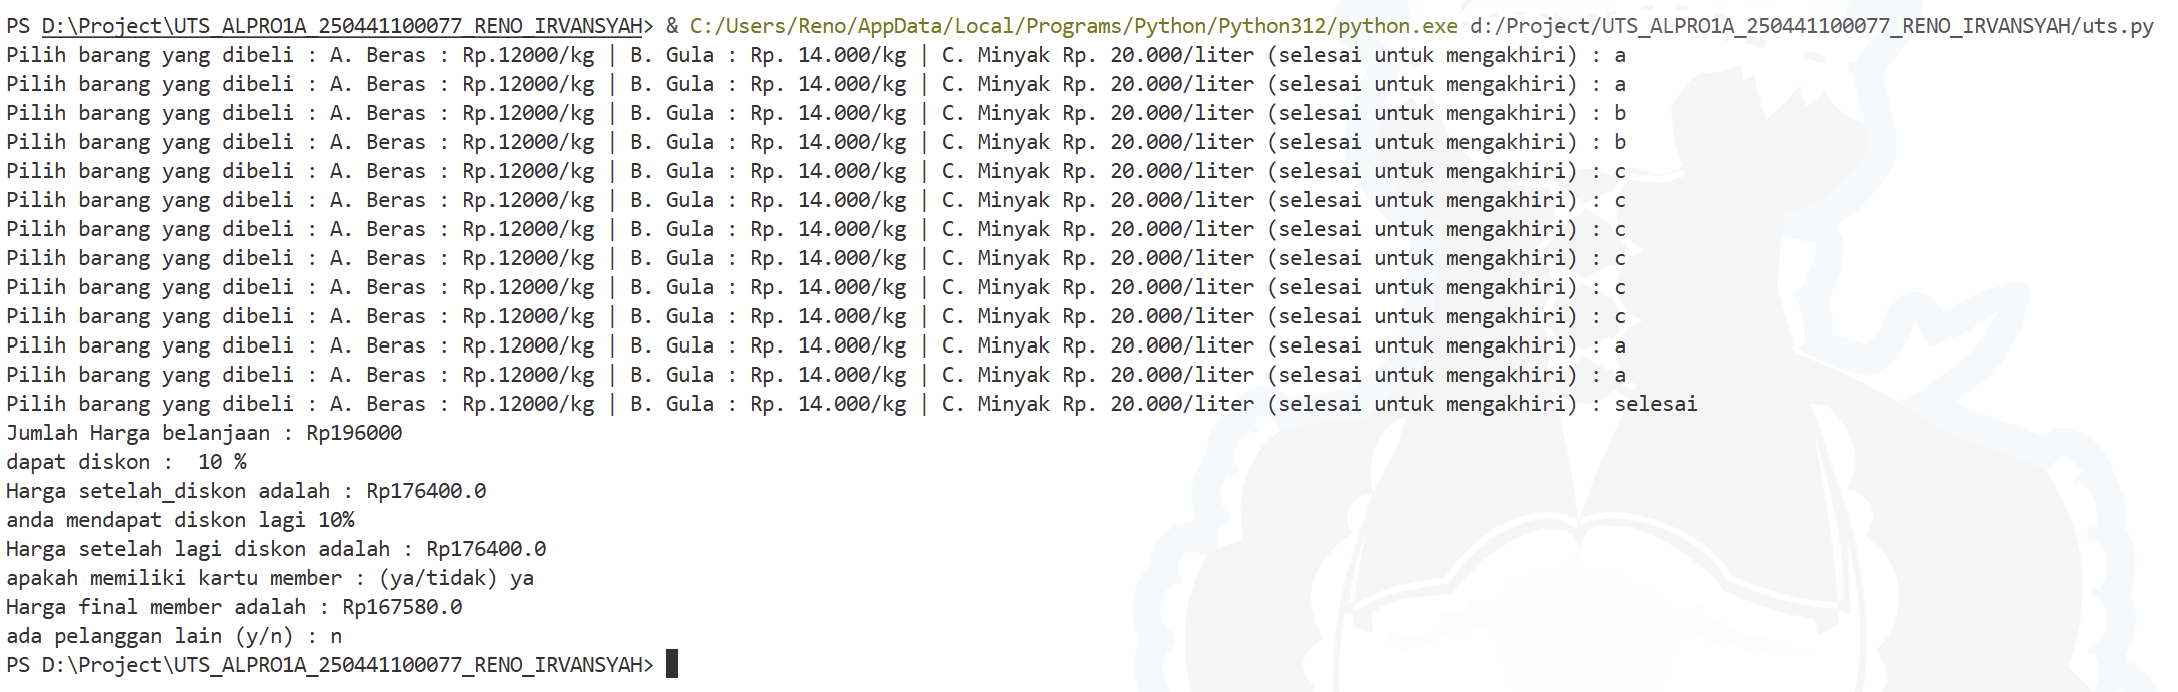 PS D:\Project\UTS_ALPRO1A_250441100077_RENO_IRVANSYAH> & C:/Users/Reno/AppData/Local/Programs/Python/Python312/python.exe d:/Project/UTS_ALPRO1A_250441100077_RENO_IRVANSYAH/uts.py
Pilih barang yang dibeli : A. Beras : Rp.12000/kg | B. Gula : Rp. 14.000/kg | C. Minyak Rp. 20.000/liter (selesai untuk mengakhiri) : a
Pilih barang yang dibeli : A. Beras : Rp.12000/kg | B. Gula : Rp. 14.000/kg | C. Minyak Rp. 20.000/liter (selesai untuk mengakhiri) : a
Pilih barang yang dibeli : A. Beras : Rp.12000/kg | B. Gula : Rp. 14.000/kg | C. Minyak Rp. 20.000/liter (selesai untuk mengakhiri) : b
Pilih barang yang dibeli : A. Beras : Rp.12000/kg | B. Gula : Rp. 14.000/kg | C. Minyak Rp. 20.000/liter (selesai untuk mengakhiri) : b
Pilih barang yang dibeli : A. Beras : Rp.12000/kg | B. Gula : Rp. 14.000/kg | C. Minyak Rp. 20.000/liter (selesai untuk mengakhiri) : c
Pilih barang yang dibeli : A. Beras : Rp.12000/kg | B. Gula : Rp. 14.000/kg | C. Minyak Rp. 20.000/liter (selesai untuk mengakhiri) : c
Pilih barang yang dibeli : A. Beras : Rp.12000/kg | B. Gula : Rp. 14.000/kg | C. Minyak Rp. 20.000/liter (selesai untuk mengakhiri) : c
Pilih barang yang dibeli : A. Beras : Rp.12000/kg | B. Gula : Rp. 14.000/kg | C. Minyak Rp. 20.000/liter (selesai untuk mengakhiri) : c
Pilih barang yang dibeli : A. Beras : Rp.12000/kg | B. Gula : Rp. 14.000/kg | C. Minyak Rp. 20.000/liter (selesai untuk mengakhiri) : c
Pilih barang yang dibeli : A. Beras : Rp.12000/kg | B. Gula : Rp. 14.000/kg | C. Minyak Rp. 20.000/liter (selesai untuk mengakhiri) : c
Pilih barang yang dibeli : A. Beras : Rp.12000/kg | B. Gula : Rp. 14.000/kg | C. Minyak Rp. 20.000/liter (selesai untuk mengakhiri) : a
Pilih barang yang dibeli : A. Beras : Rp.12000/kg | B. Gula : Rp. 14.000/kg | C. Minyak Rp. 20.000/liter (selesai untuk mengakhiri) : a
Pilih barang yang dibeli : A. Beras : Rp.12000/kg | B. Gula : Rp. 14.000/kg | C. Minyak Rp. 20.000/liter (selesai untuk mengakhiri) : selesai
Jumlah Harga belanjaan : Rp196000
dapat diskon :  10 %
Harga setelah_diskon adalah : Rp176400.0
anda mendapat diskon lagi 10%
Harga setelah lagi diskon adalah : Rp176400.0
apakah memiliki kartu member : (ya/tidak) ya
Harga final member adalah : Rp167580.0
ada pelanggan lain (y/n) : n
PS D:\Project\UTS_ALPRO1A_250441100077_RENO_IRVANSYAH>